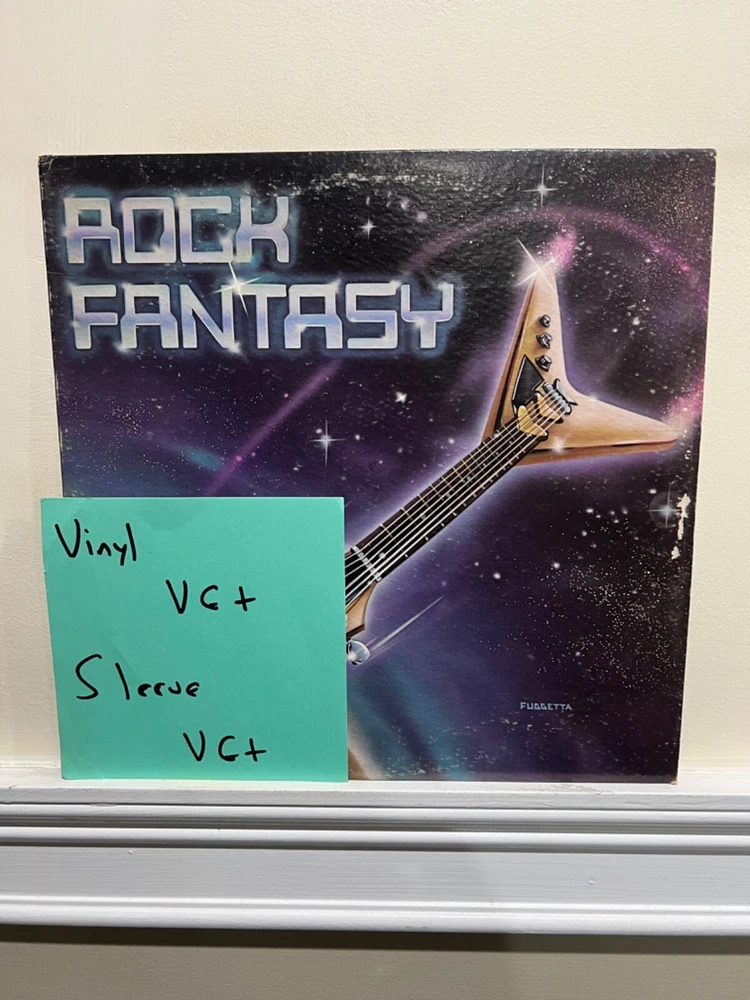 ROCK
FANTASY
Vinyl
VG+
Sleeve
VG+
FUGGETTA